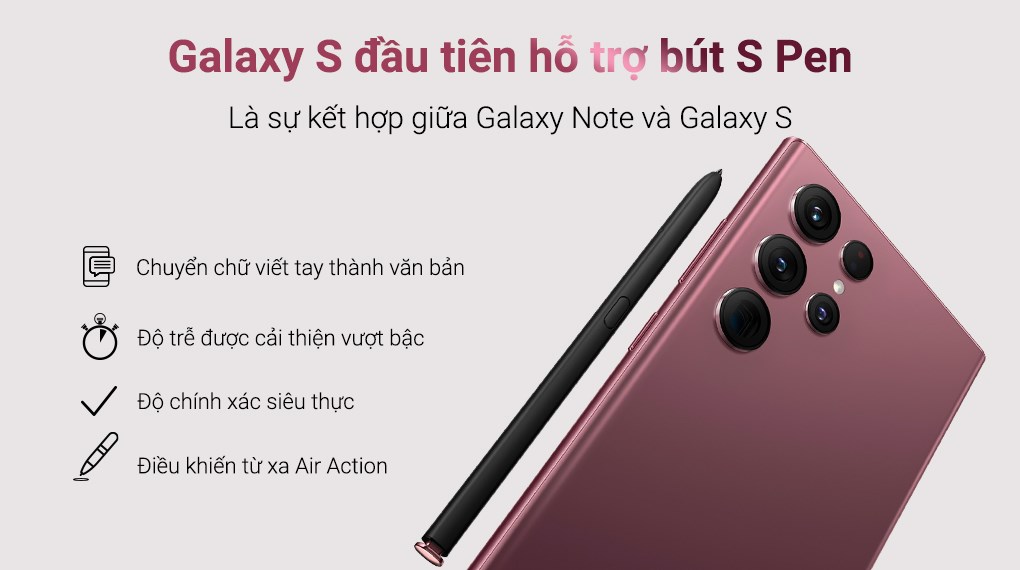 Galaxy S đầu tiên hỗ trợ bút S Pen
Là sự kết hợp giữa Galaxy Note và Galaxy S
Chuyển chữ viết tay thành văn bản
Độ trễ được cải thiện vượt bậc
Độ chính xác siêu thực
Điều khiến từ xa Air Action